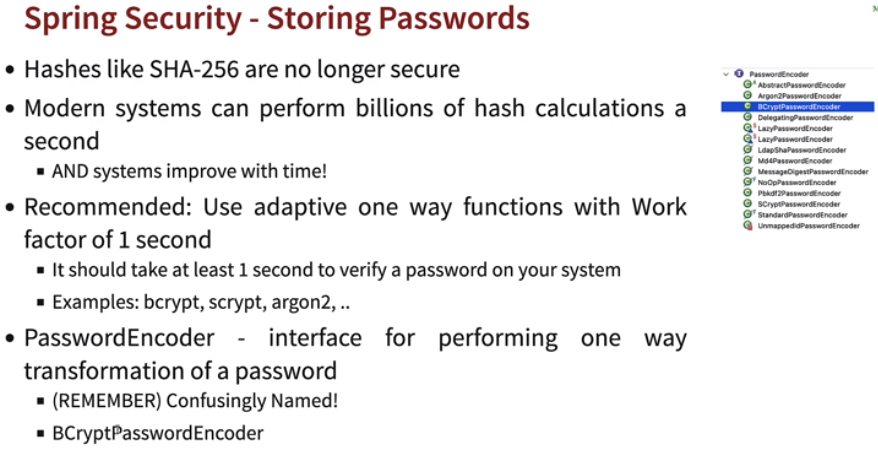 Spring Security - Storing Passwords
• Hashes like SHA-256 are no longer secure
• Modern systems can perform billions of hash calculations a
second
▪ AND systems improve with time!
• Recommended: Use adaptive one way functions with Work
factor of 1 second
▪ It should take at least 1 second to verify a password on your system
▪ Examples: bcrypt, scrypt, argon2, ..
• PasswordEncoder - interface for performing one way
transformation of a password
▪ (REMEMBER) Confusingly Named!
▪ BCryptPasswordEncoder
PasswordEncoder
AbstractPasswordEncoder
Argon2PasswordEncoder
BCryptPasswordEncoder
DelegatingPasswordEncoder
LazyPasswordEncoder
LazyPasswordEncoder
LdapShaPasswordEncoder
Md4PasswordEncoder
MessageDigestPasswordEncoder
NoOpPasswordEncoder
Pbkdf2PasswordEncoder
SCryptPasswordEncoder
StandardPasswordEncoder
UnmappedIdPasswordEncoder